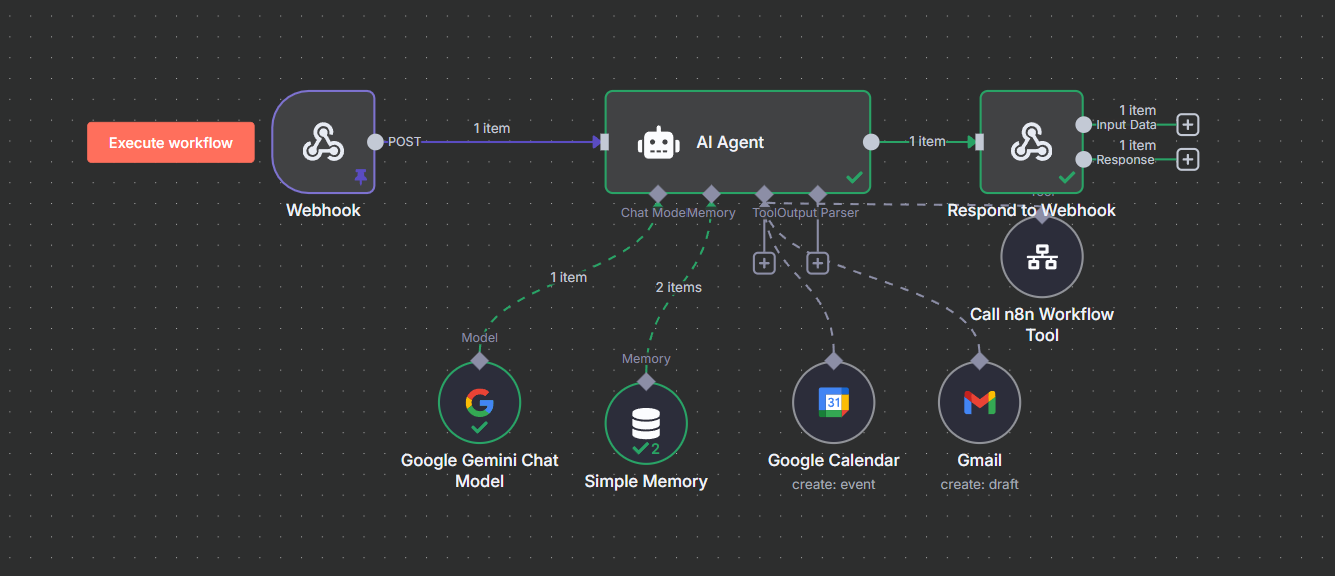 Execute workflow
POST
1 item
AI Agent
1 item
1 item
Input Data
1 item
Response
Webhook
Chat Mode
Memory
Tool
Output Parser
Respond to Webhook
1 item
2 items
Call n8n Workflow
Tool
Model
Memory
31
2
Google Gemini Chat
Model
Simple Memory
Google Calendar
create: event
Gmail
create: draft